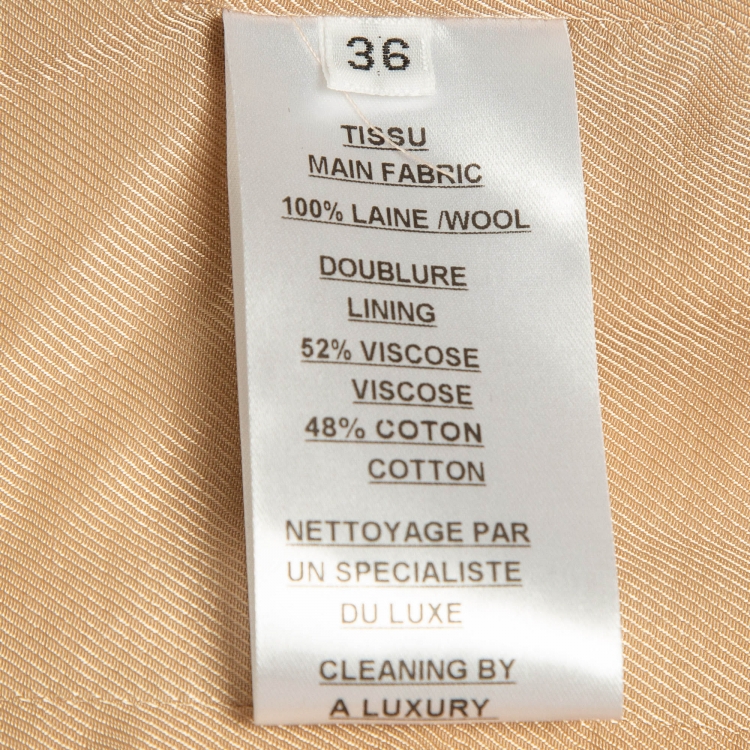 36
TISSU
MAIN FABRIC
100% LAINE /WOOL
DOUBLURE
LINING
52% VISCOSE
VISCOSE
48% COTON
COTTON
NETTOYAGE PAR
UN SPECIALISTE
DU LUXE
CLEANING BY
A LUXURY